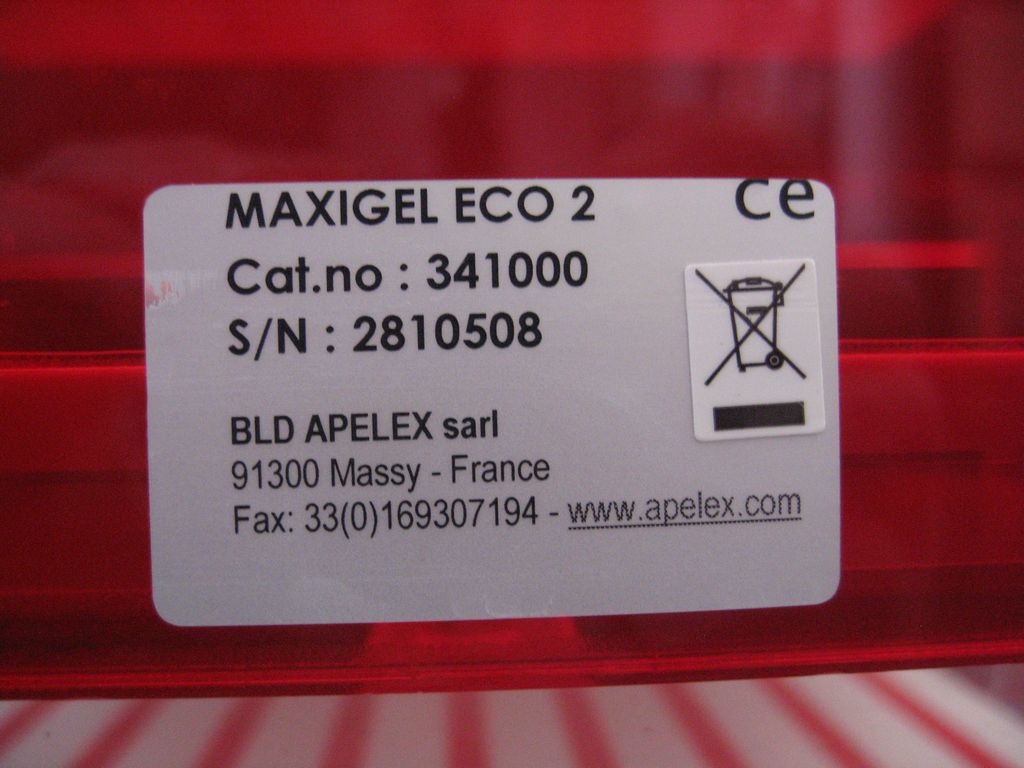 MAXIGEL ECO 2
ce
Cat.no : 341000
S/N : 2810508
BLD APELEX sarl
91300 Massy - France
Fax: 33(0)169307194 - www.apelex.com